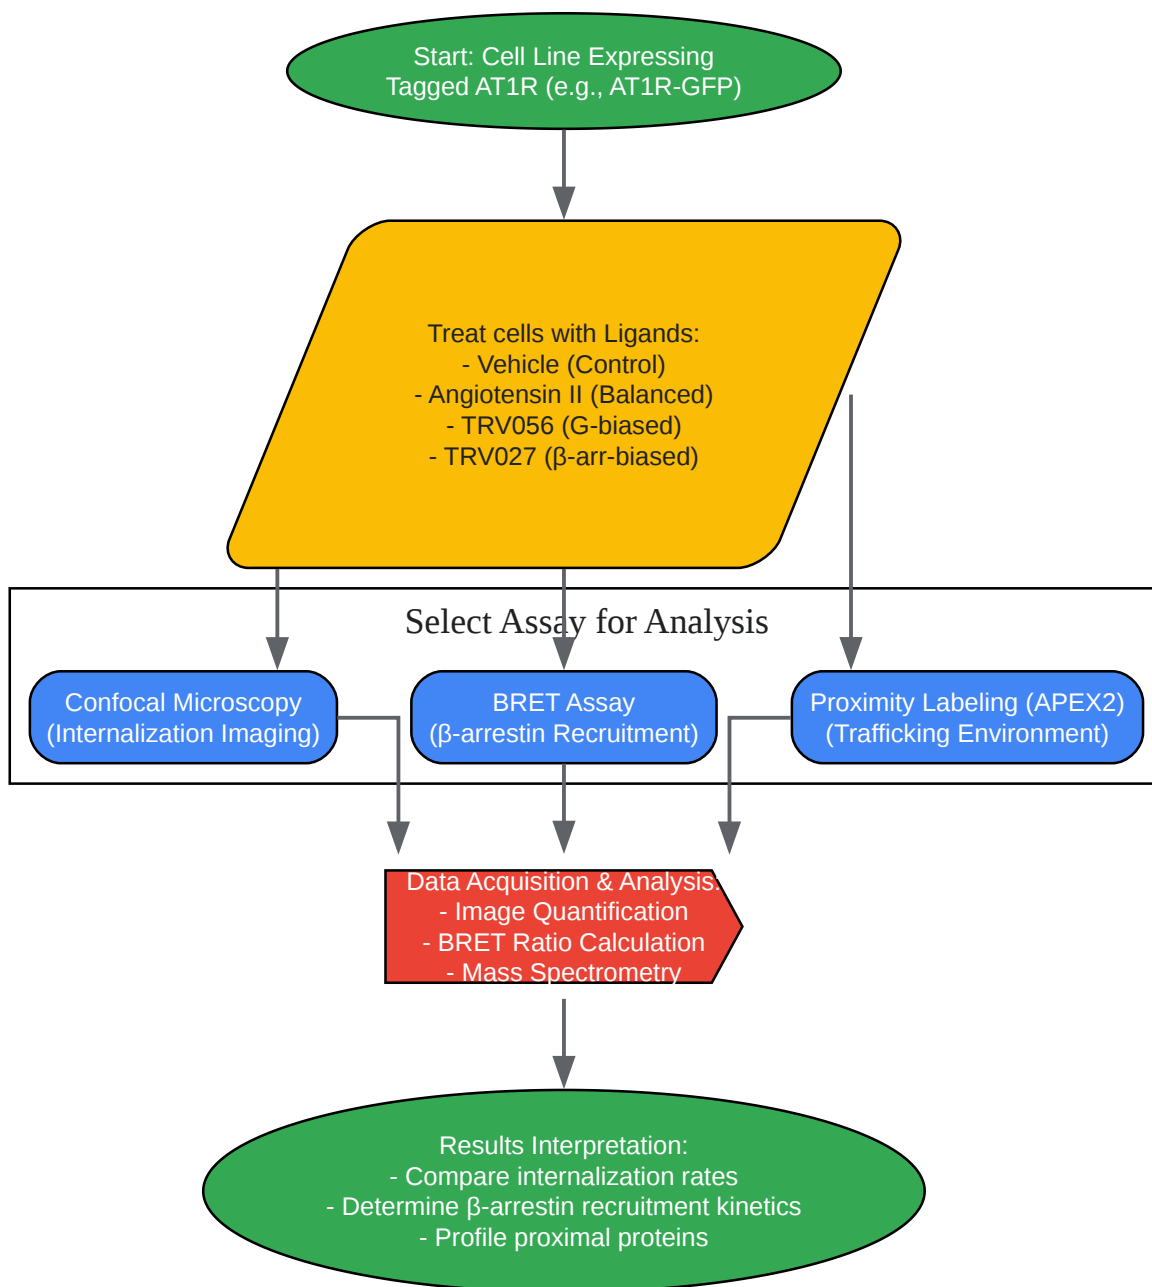 Start: Cell Line Expressing
Tagged AT1R (e.g., AT1R-GFP)
Treat cells with Ligands:
- Vehicle (Control)
- Angiotensin II (Balanced)
- TRV056 (G-biased)
- TRV027 (β-arr-biased)
Select Assay for Analysis
Confocal Microscopy
(Internalization Imaging)
BRET Assay
(β-arrestin Recruitment)
Proximity Labeling (APEX2)
(Trafficking Environment)
Data Acquisition & Analysis:
- Image Quantification
- BRET Ratio Calculation
- Mass Spectrometry
Results Interpretation:
- Compare internalization rates
- Determine β-arrestin recruitment kinetics
- Profile proximal proteins